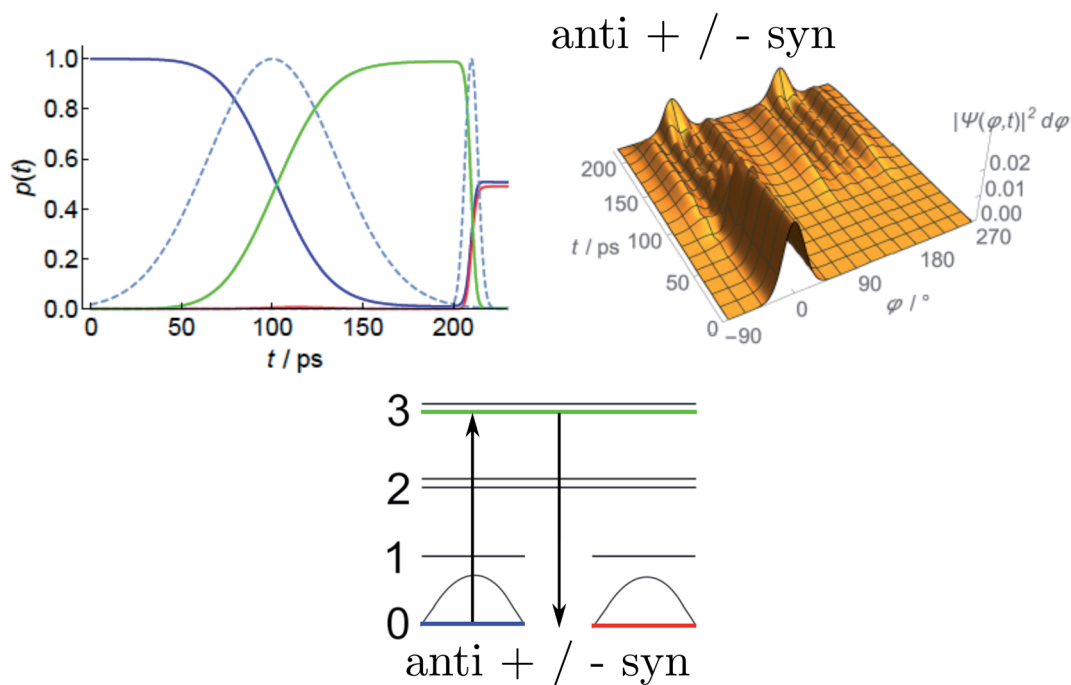 anti + / - syn
1.0
0.8
0.6
0.4
0.2
0.0
p(t)
0 50 100 150 200
t / ps
|Ψ(φ,t)|² dφ
0.02
0.01
0.00
200
150
100
50
0
t / ps
-90 0 90 180 270
φ / °
3
2
1
0
anti + / - syn